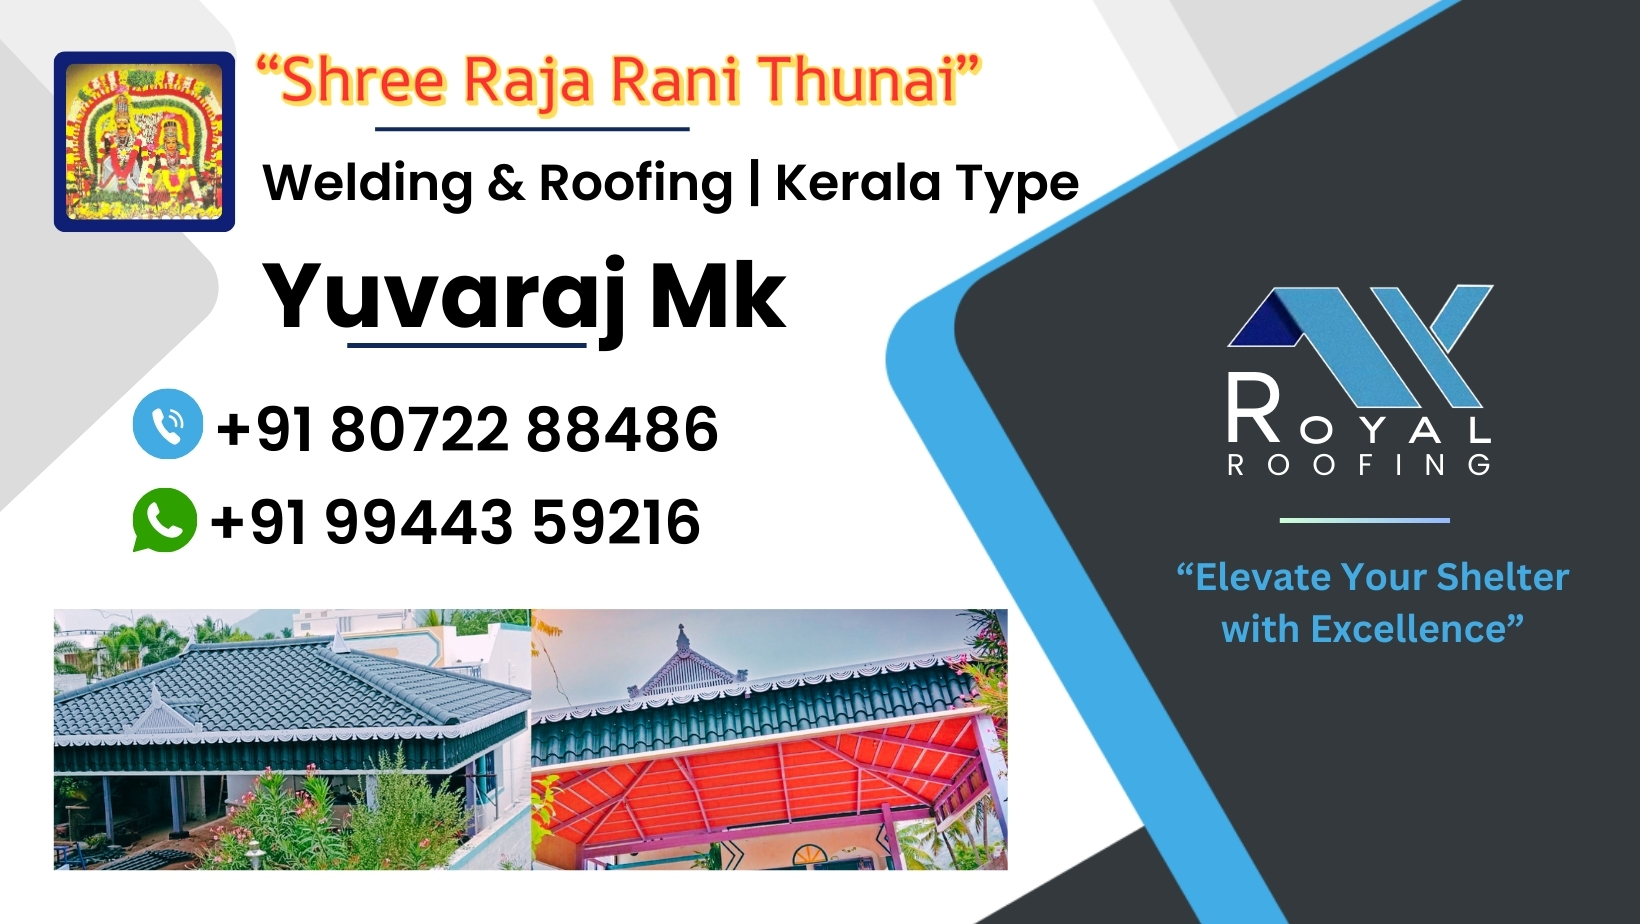 “Shree Raja Rani Thunai”
Welding & Roofing | Kerala Type
Yuvaraj Mk
+91 80722 88486
+91 99443 59216
ROYAL
ROOFING
“Elevate Your Shelter
with Excellence”